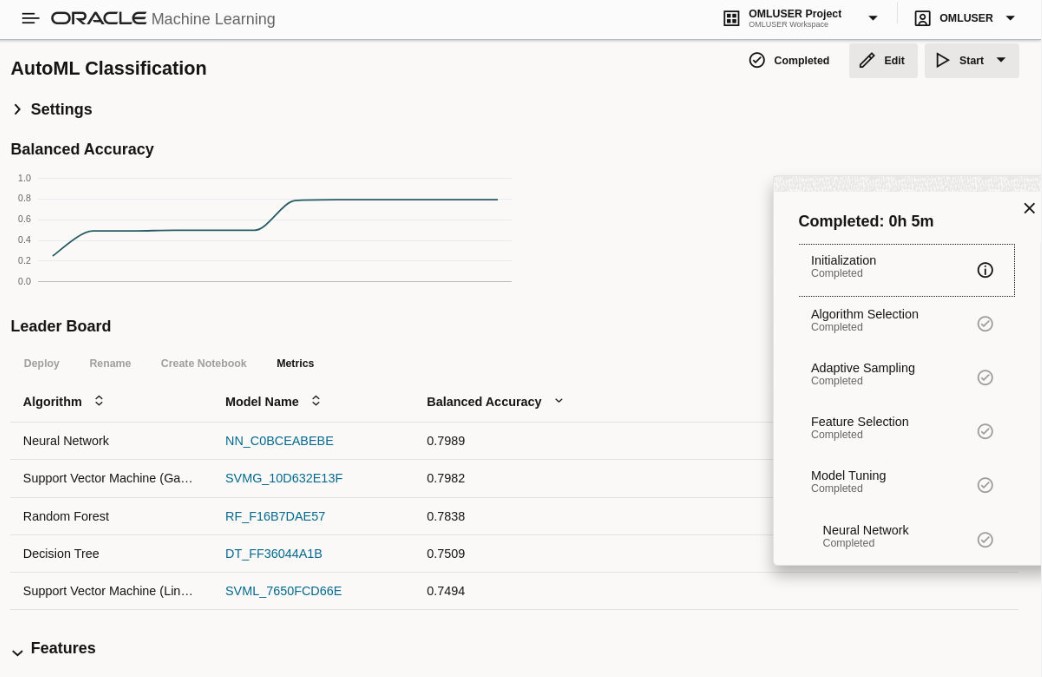 ORACLE Machine Learning
OMLUSER Project
OMLUSER Workspace
OMLUSER
AutoML Classification
Completed
Edit
Start
Settings
Balanced Accuracy
1.0
0.8
0.6
0.4
0.2
0.0
Leader Board
Deploy Rename Create Notebook Metrics
Algorithm Model Name Balanced Accuracy
Neural Network NN_C0BCEABEBE 0.7989
Support Vector Machine (Ga... SVMG_10D632E13F 0.7982
Random Forest RF_F16B7DAE57 0.7838
Decision Tree DT_FF36044A1B 0.7509
Support Vector Machine (Lin... SVML_7650FCD66E 0.7494
Features
Completed: 0h 5m
Initialization
Completed
Algorithm Selection
Completed
Adaptive Sampling
Completed
Feature Selection
Completed
Model Tuning
Completed
Neural Network
Completed